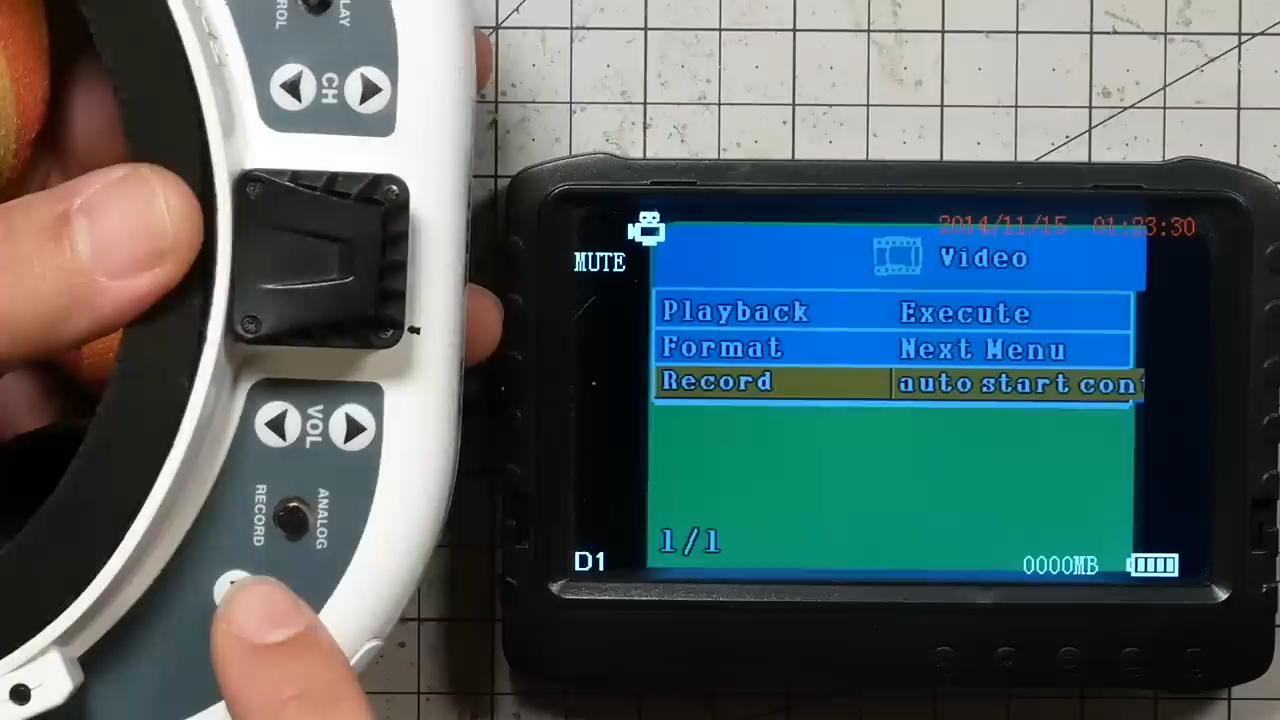 CH
VOL
RECORD
ANALOG
2014/11/15 01:23:30
MUTE
Video
Playback Execute
Format Next Menu
Record auto start con
1/1
D1
0000MB